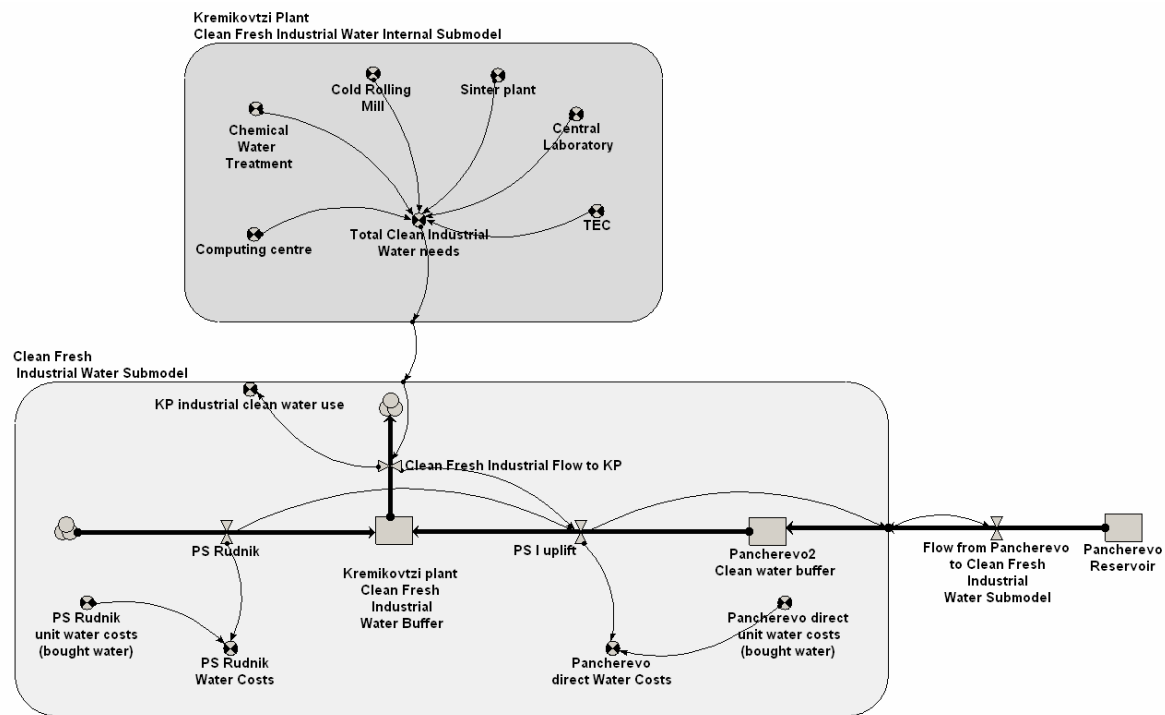 Kremikovtzi Plant
Clean Fresh Industrial Water Internal Submodel
Cold Rolling
Mill
Sinter plant
Chemical
Water
Treatment
Central
Laboratory
Computing centre
Total Clean Industrial
Water needs
TEC
Clean Fresh
Industrial Water Submodel
KP industrial clean water use
Clean Fresh Industrial Flow to KP
PS Rudnik
Kremikovtzi plant
Clean Fresh
Industrial
Water Buffer
PS I uplift
Pancherevo2
Clean water buffer
Flow from Pancherevo
to Clean Fresh
Industrial
Water Submodel
Pancherevo
Reservoir
PS Rudnik
unit water costs
(bought water)
PS Rudnik
Water Costs
Pancherevo
direct Water Costs
Pancherevo direct
unit water costs
(bought water)